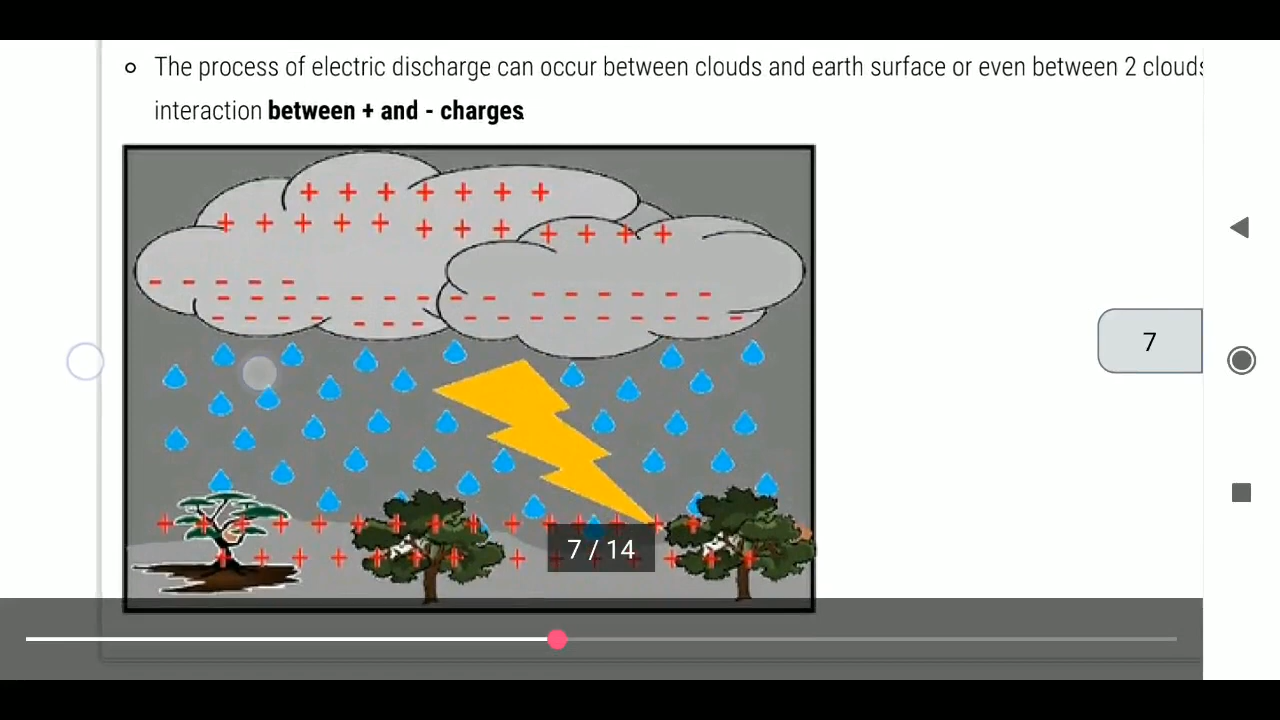 The process of electric discharge can occur between clouds and earth surface or even between 2 clouds
interaction between + and - charges
7
7 / 14